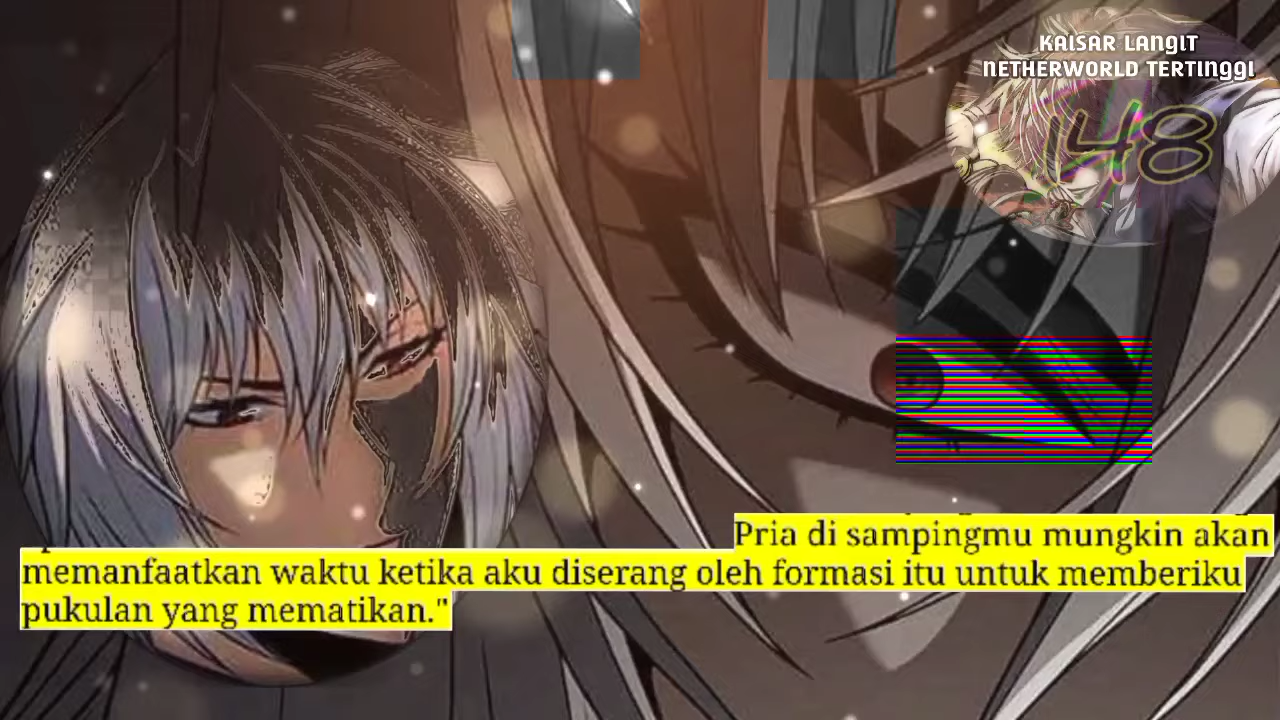 KAISAR LANGIT
NETHERWORLD TERTINGGI
148
Pria di sampingmu mungkin akan
memanfaatkan waktu ketika aku diserang oleh formasi itu untuk memberiku
pukulan yang mematikan."